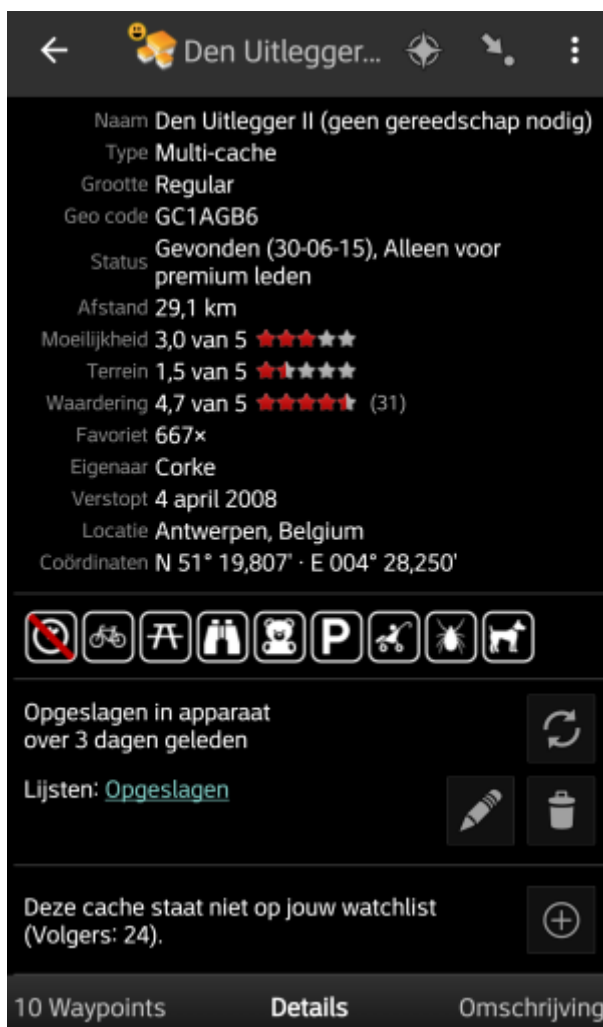 Den Uitlegger...
Naam Den Uitlegger II (geen gereedschap nodig)
Type Multi-cache
Grootte Regular
Geo code GC1AGB6
Status Gevonden (30-06-15), Alleen voor
premium leden
Afstand 29,1 km
Moeilijkheid 3,0 van 5
Terrein 1,5 van 5
Waardering 4,7 van 5 (31)
Favoriet 667×
Eigenaar Corke
Verstopt 4 april 2008
Locatie Antwerpen, Belgium
Coördinaten N 51° 19,807' · E 004° 28,250'
P
Opgeslagen in apparaat
over 3 dagen geleden
Lijsten: Opgeslagen
Deze cache staat niet op jouw watchlist
(Volgers: 24).
10 Waypoints Details Omschrijving